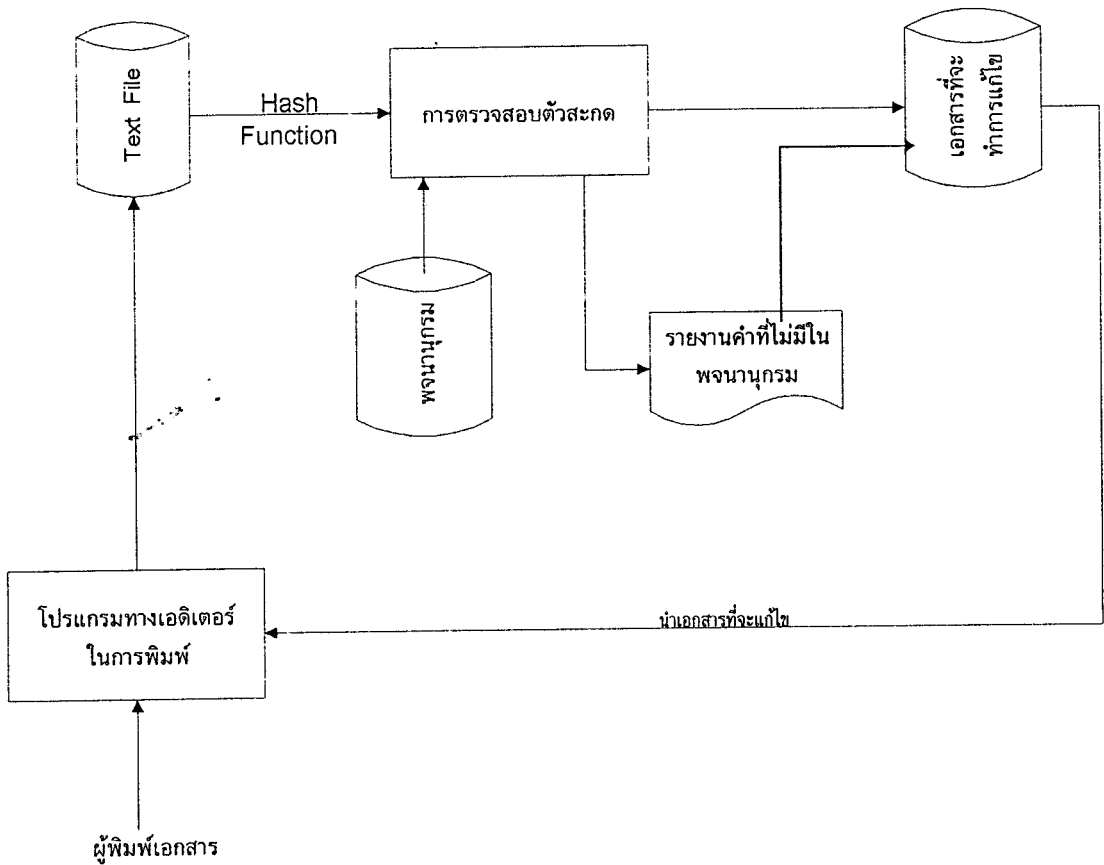 Text File
Hash
Function
การตรวจสอบตัวสะกด
เอกสารที่จะ
ทำการแก้ไข
พจนานุกรม
รายงานคำที่ไม่มีใน
พจนานุกรม
โปรแกรมทางเอดิเตอร์
ในการพิมพ์
นำเอกสารที่จะแก้ไข
ผู้พิมพ์เอกสาร